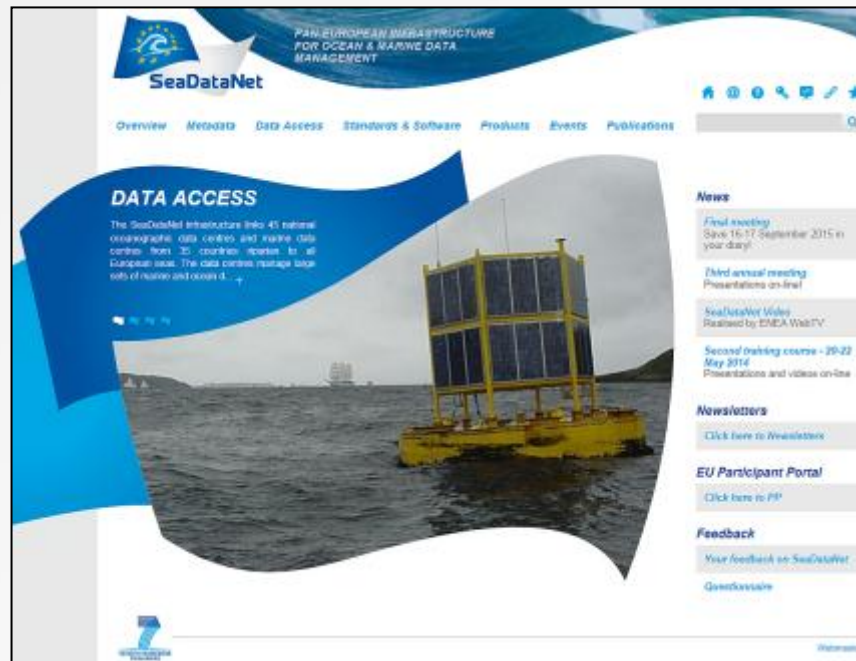 PAN-EUROPEAN INFRASTRUCTURE
FOR OCEAN & MARINE DATA
MANAGEMENT
SeaDataNet
Overview Metadata Data Access Standards & Software Products Events Publications
DATA ACCESS
The SeaDataNet infrastructure links 45 national
oceanographic data centres and marine data
centres from 35 countries riparian to all
European seas. The data centres manage large
sets of marine and ocean d...
News
Final meeting
Save 16-17 September 2015 in
your diary!
Third annual meeting
Presentations on-line!
SeaDataNet Video
Realised by ENEA WebTV
Second training course - 20-22
May 2014
Presentations and videos on-line
Newsletters
Click here to Newsletters
EU Participant Portal
Click here to PP
Feedback
Your feedback on SeaDataNet
Questionnaire
7